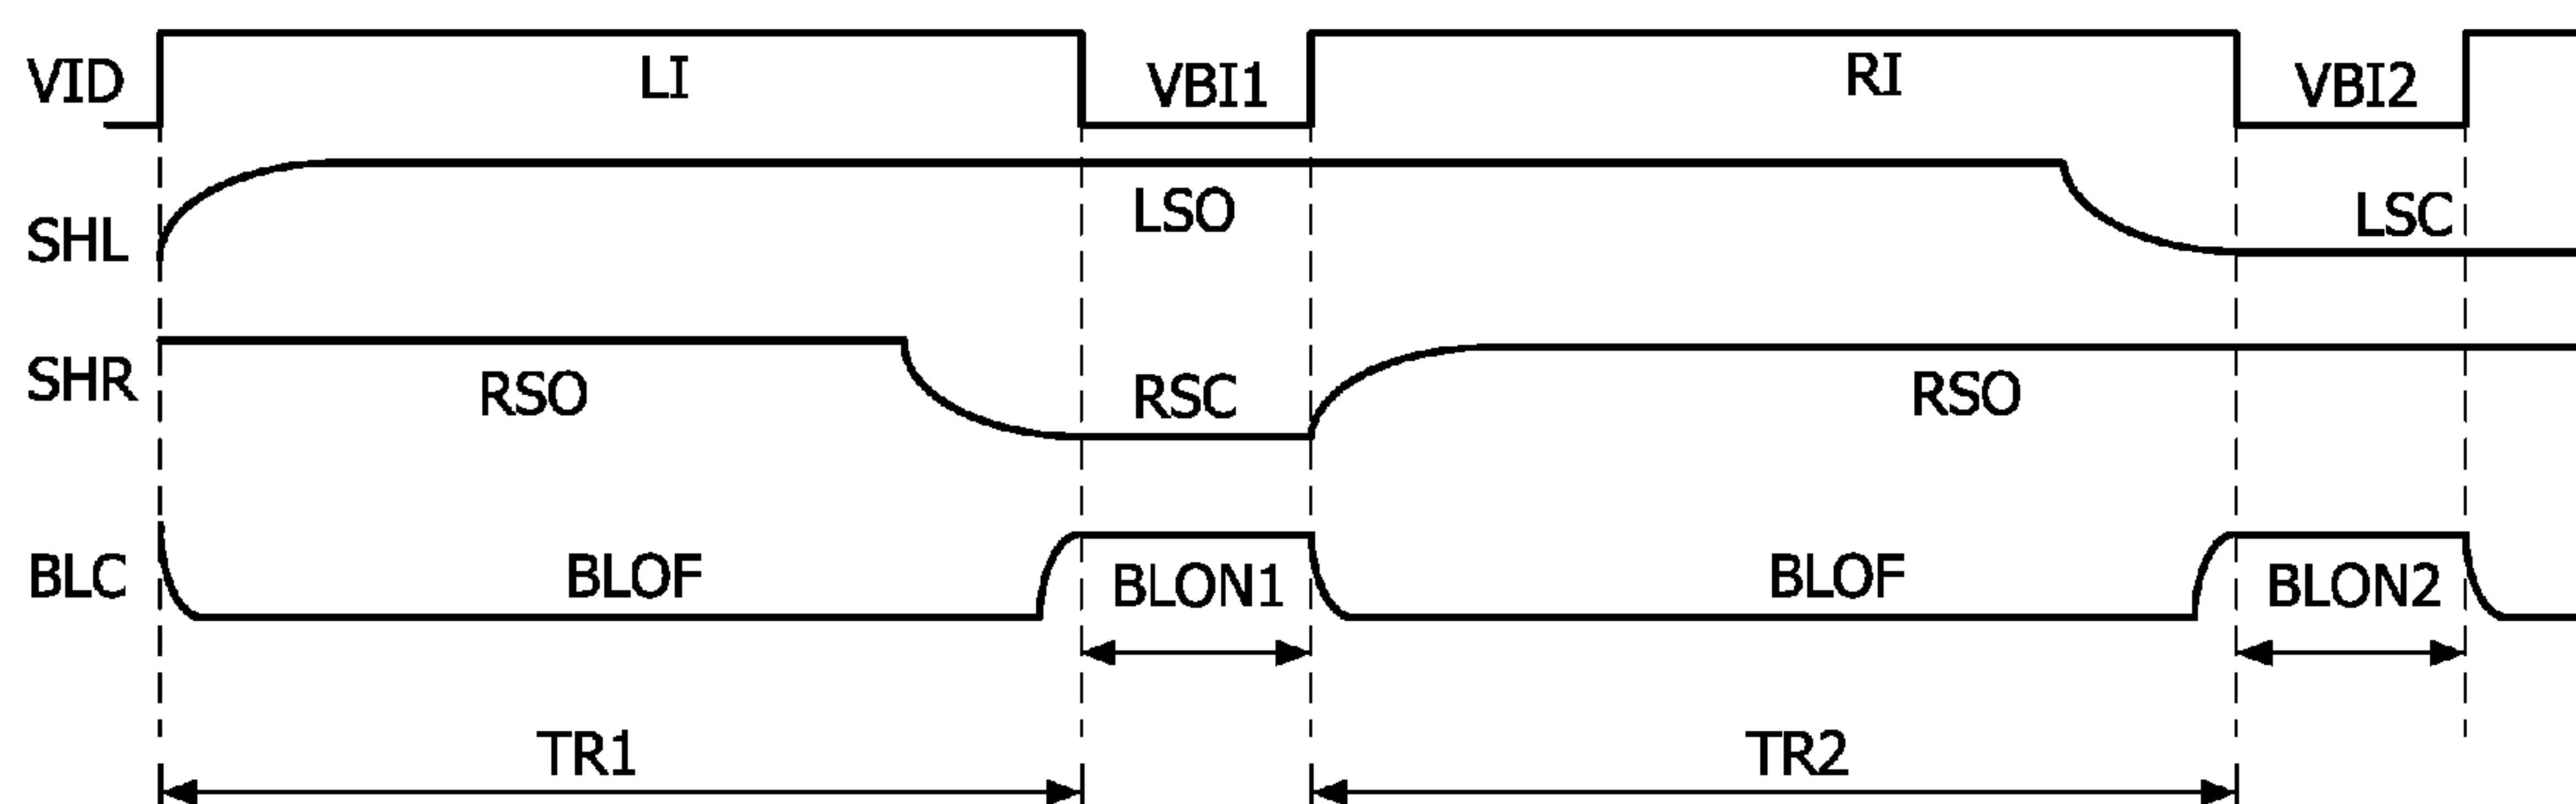 VID LI VBI1 RI VBI2
SHL LSO LSC
SHR RSO RSC RSO
BLC BLOF BLON1 BLOF BLON2
TR1 TR2